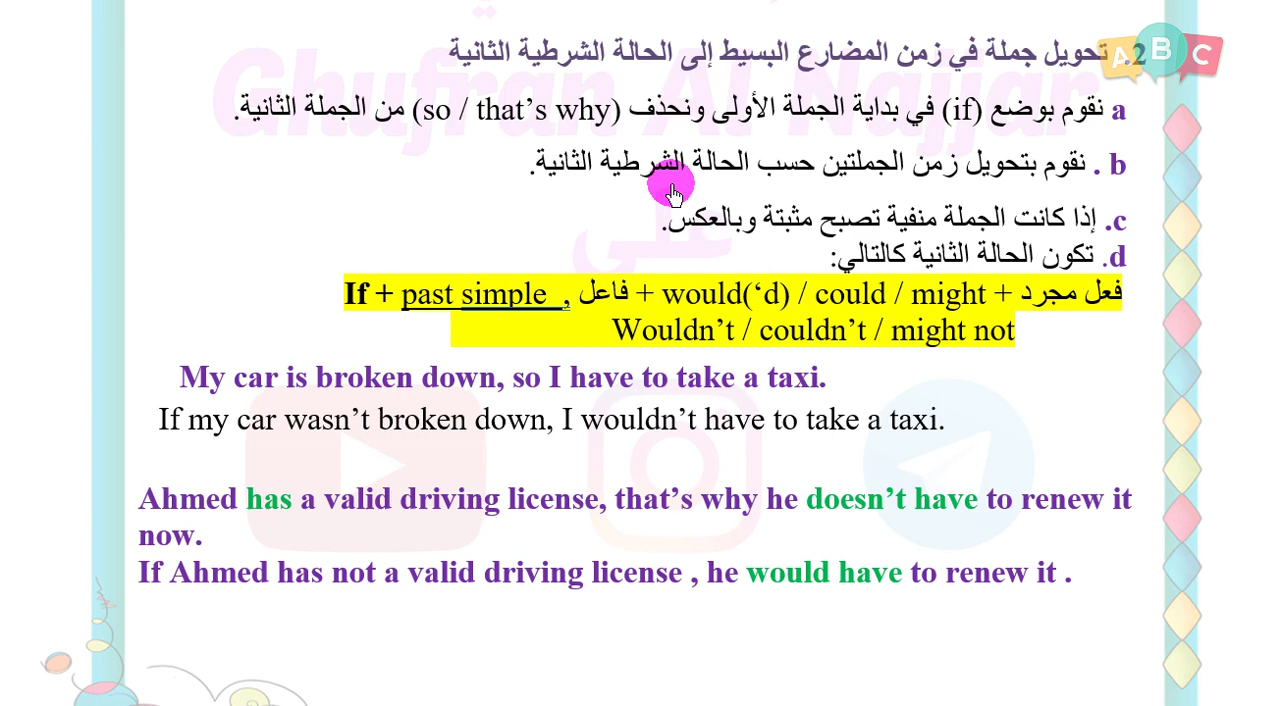 2. تحويل جملة في زمن المضارع البسيط إلى الحالة الشرطية الثانية
a نقوم بوضع (if) في بداية الجملة الأولى ونحذف (so / that’s why) من الجملة الثانية.
b . نقوم بتحويل زمن الجملتين حسب الحالة الشرطية الثانية.
c. إذا كانت الجملة منفية تصبح مثبتة وبالعكس.
d. تكون الحالة الثانية كالتالي:
If + past simple , فاعل + would(‘d) / could / might + فعل مجرد
Wouldn’t / couldn’t / might not
My car is broken down, so I have to take a taxi.
If my car wasn’t broken down, I wouldn’t have to take a taxi.
Ahmed has a valid driving license, that’s why he doesn’t have to renew it
now.
If Ahmed has not a valid driving license , he would have to renew it .
Ghufran Al Najjar
على
A B C